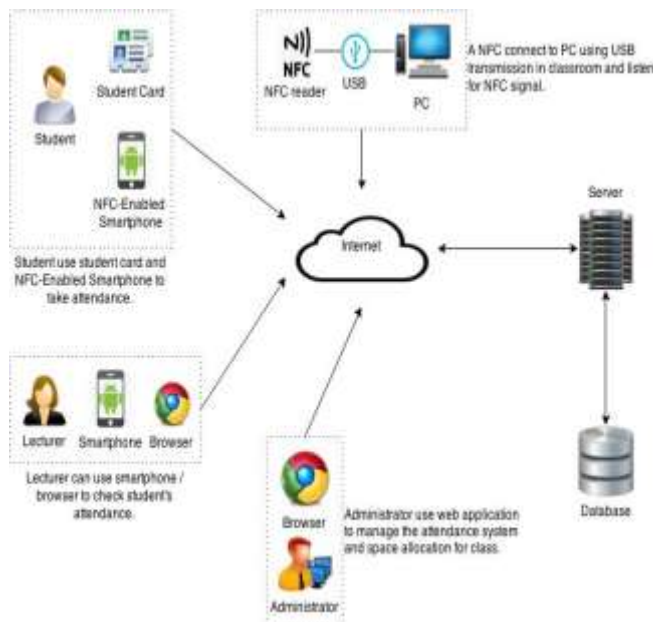 Student Card
Student
NFC-Enabled
Smartphone
Student use student card and
NFC-Enabled Smartphone to
take attendance.
N))
NFC
NFC reader
USB
PC
A NFC connect to PC using USB
transmission in classroom and listen
for NFC signal.
Internet
Server
Database
Lecturer
Smartphone
Browser
Lecturer can use smartphone /
browser to check student's
attendance.
Browser
Administrator
Administrator use web application
to manage the attendance system
and space allocation for class.